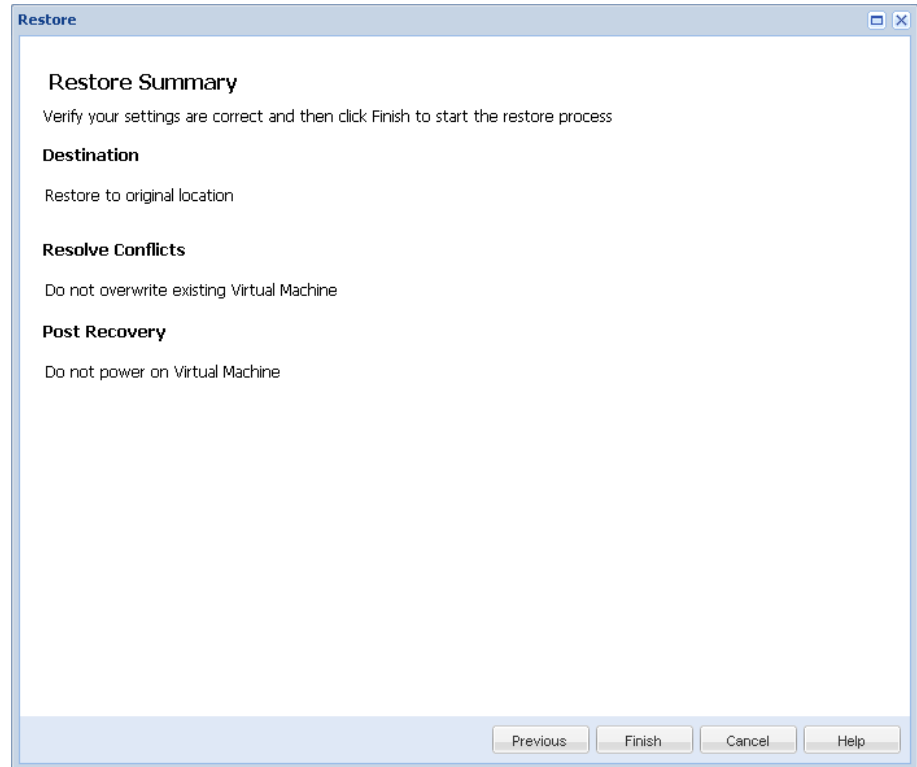 Restore
Restore Summary
Verify your settings are correct and then click Finish to start the restore process
Destination
Restore to original location
Resolve Conflicts
Do not overwrite existing Virtual Machine
Post Recovery
Do not power on Virtual Machine
Previous Finish Cancel Help